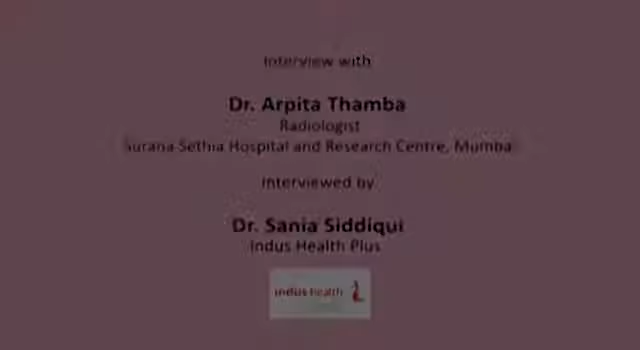 Interview with
Dr. Arpita Thamba
Radiologist
Surana Sethia Hospital and Research Centre, Mumbai
Interviewed by
Dr. Sania Siddiqui
Indus Health Plus
indus health